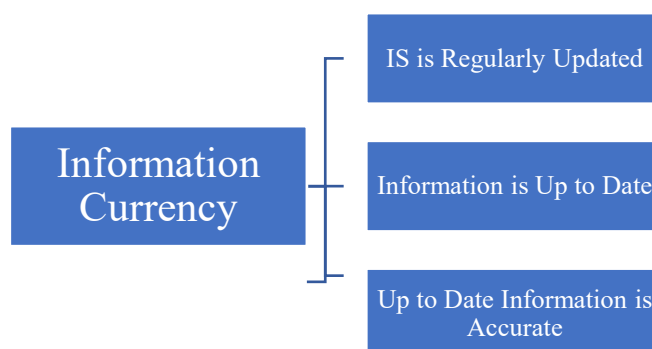 Information
Currency
IS is Regularly Updated
Information is Up to Date
Up to Date Information is
Accurate